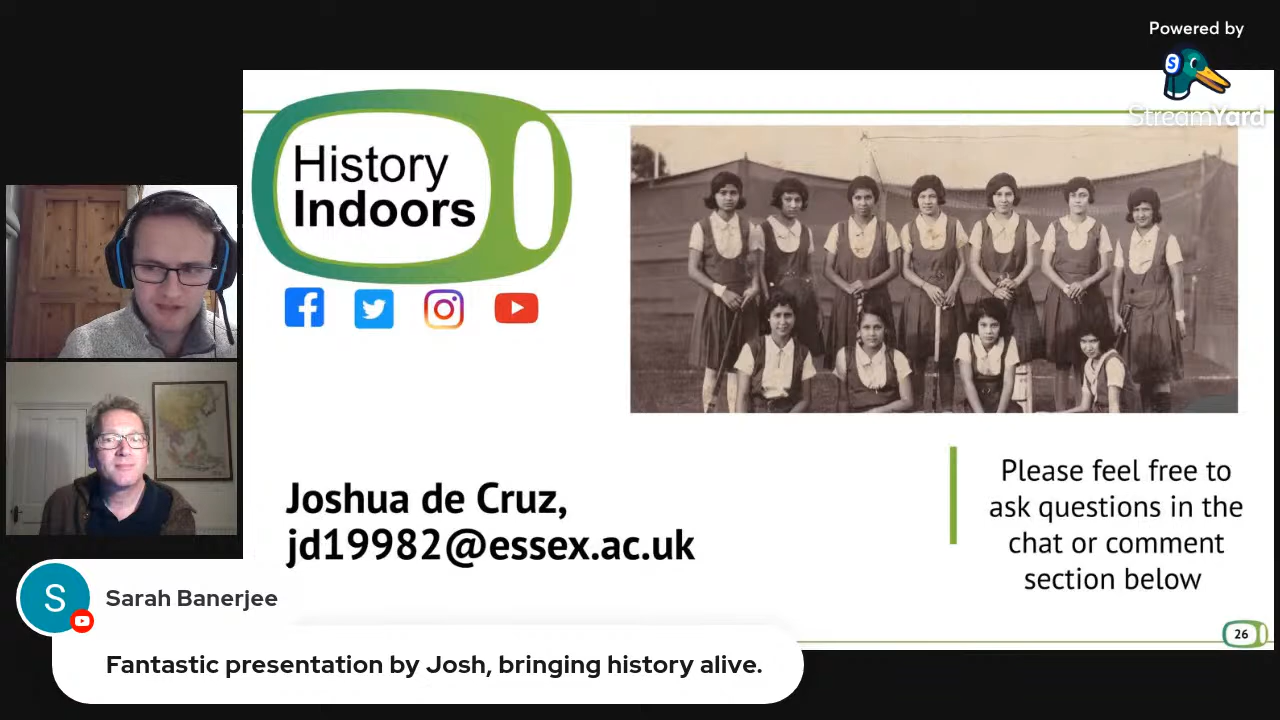 Powered by
S
StreamYard
History
Indoors
Joshua de Cruz,
jd19982@essex.ac.uk
Please feel free to
ask questions in the
chat or comment
section below
26
S
Sarah Banerjee
Fantastic presentation by Josh, bringing history alive.